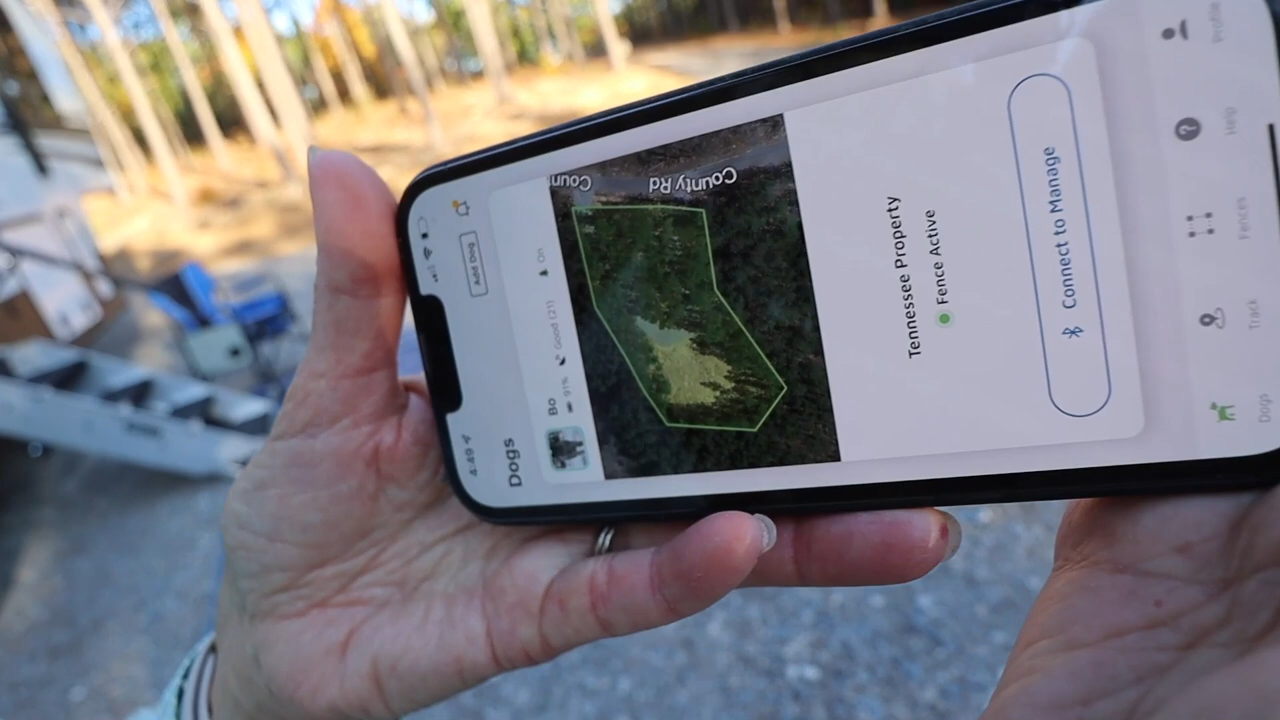 4:49
Dogs
Add Dog
Bo
91%
Good (21)
On
Coun
County Rd
Tennessee Property
Fence Active
Connect to Manage
Dogs
Track
Fences
Help
Profile